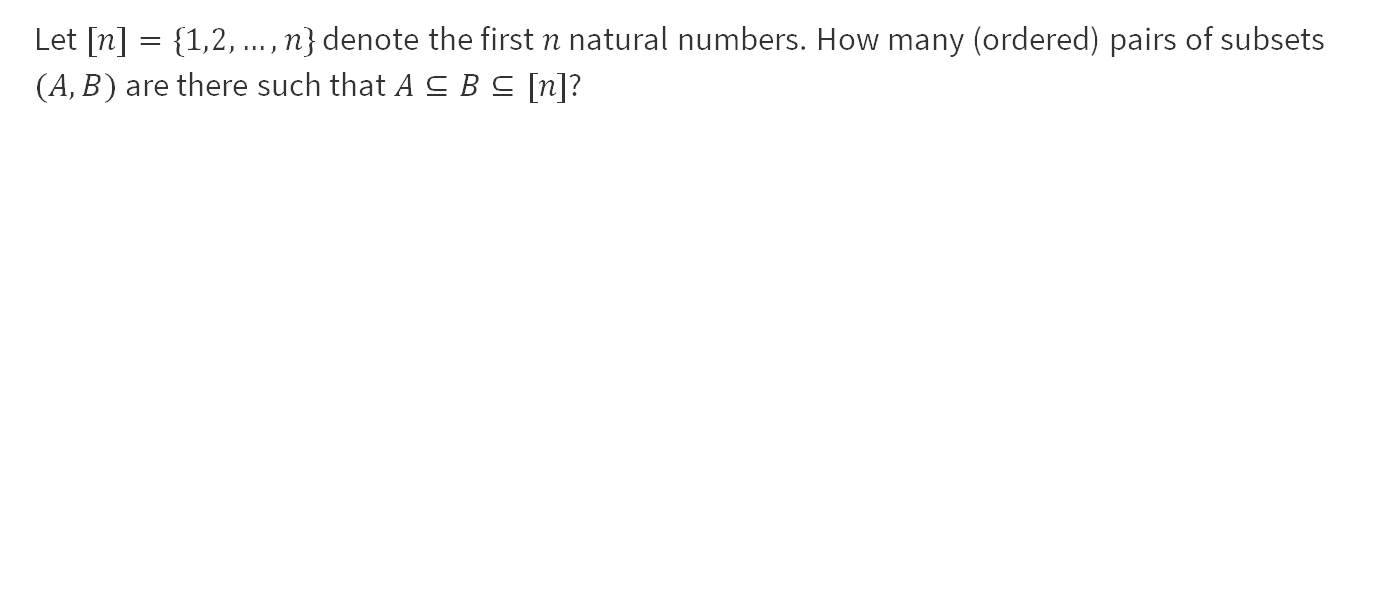 Let [𝑛] = {1,2, … , 𝑛} denote the first 𝑛 natural numbers. How many (ordered) pairs of subsets
(𝐴, 𝐵) are there such that 𝐴 ⊆ 𝐵 ⊆ [𝑛]?